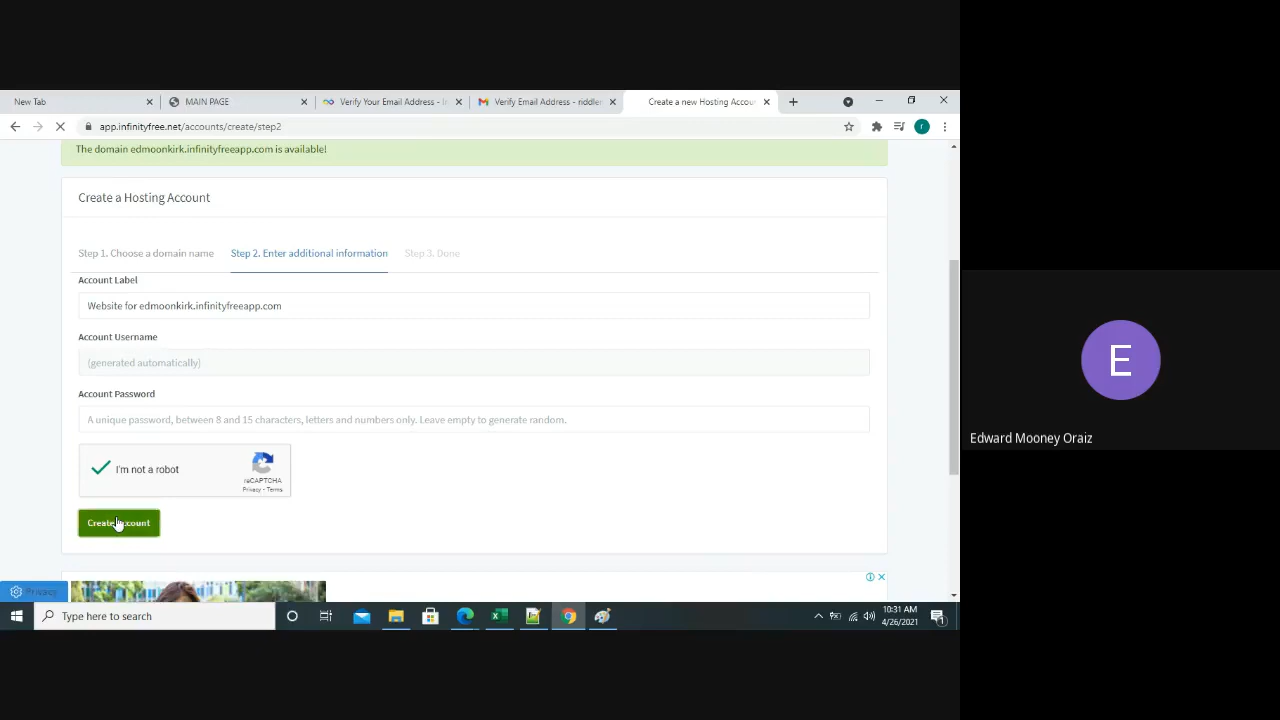 New Tab
MAIN PAGE
Verify Your Email Address - I
Verify Email Address - riddler
Create a new Hosting Accou
app.infinityfree.net/accounts/create/step2
r
The domain edmoonkirk.infinityfreeapp.com is available!
Create a Hosting Account
Step 1. Choose a domain name
Step 2. Enter additional information
Step 3. Done
Account Label
Website for edmoonkirk.infinityfreeapp.com
Account Username
(generated automatically)
Account Password
A unique password, between 8 and 15 characters, letters and numbers only. Leave empty to generate random.
I'm not a robot
reCAPTCHA
Privacy - Terms
Create Account
Privacy
Type here to search
10:31 AM
4/26/2021
1
E
Edward Mooney Oraiz